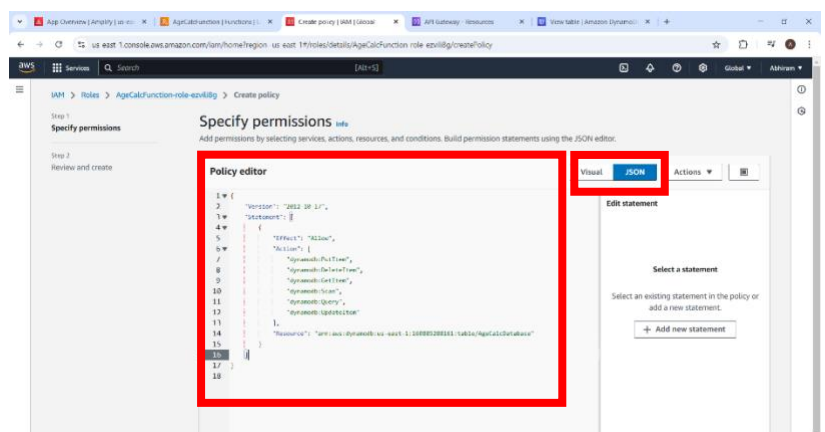 App Overview | Amplify | us-eas
AgeCalcFunction | Functions | L
Create policy | IAM | Global
API Gateway - Resources
View table | Amazon Dynamo
us-east-1.console.aws.amazon.com/iam/home?region=us-east-1#/roles/details/AgeCalcFunction-role-ezvili8g/createPolicy
aws
Services
Search
[Alt+S]
Global
Abhiram
IAM > Roles > AgeCalcFunction-role-ezvili8g > Create policy
Step 1
Specify permissions
Step 2
Review and create
Specify permissions Info
Add permissions by selecting services, actions, resources, and conditions. Build permission statements using the JSON editor.
Policy editor
Visual
JSON
Actions
1 {
2 "Version": "2012-10-17",
3 "Statement": [
4 {
5 "Effect": "Allow",
6 "Action": [
7 "dynamodb:PutItem",
8 "dynamodb:DeleteItem",
9 "dynamodb:GetItem",
10 "dynamodb:Scan",
11 "dynamodb:Query",
12 "dynamodb:UpdateItem"
13 ],
14 "Resource":
15 }
16 ]
17 }
18
Edit statement
Select a statement
Select an existing statement in the policy or
add a new statement.
+ Add new statement